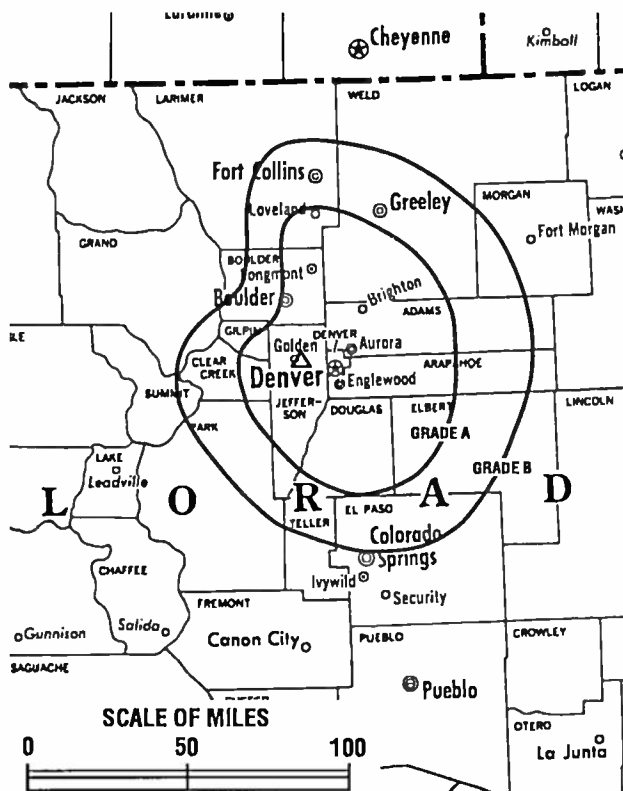 Cheyenne
Kimball
JACKSON
LARIMER
WELD
LOGAN
Fort Collins
Loveland
Greeley
MORGAN
Fort Morgan
GRAND
BOULDER
Longmont
Boulder
Brighton
GILPIN
ADAMS
DENVER
Golden
Aurora
CLEAR
CREEK
ARAPAHOE
Denver
Englewood
SUMMIT
JEFFER-
SON
DOUGLAS
ELBERT
LINCOLN
PARK
GRADE A
LAKE
GRADE B
Leadville
L O R A D
EL PASO
TELLER
Colorado
Springs
CHAFFEE
Ivywild
Security
FREMONT
Salida
Gunnison
Canon City
PUEBLO
CROWLEY
SAGUACHE
Pueblo
SCALE OF MILES
OTERO
0 50 100
La Junta